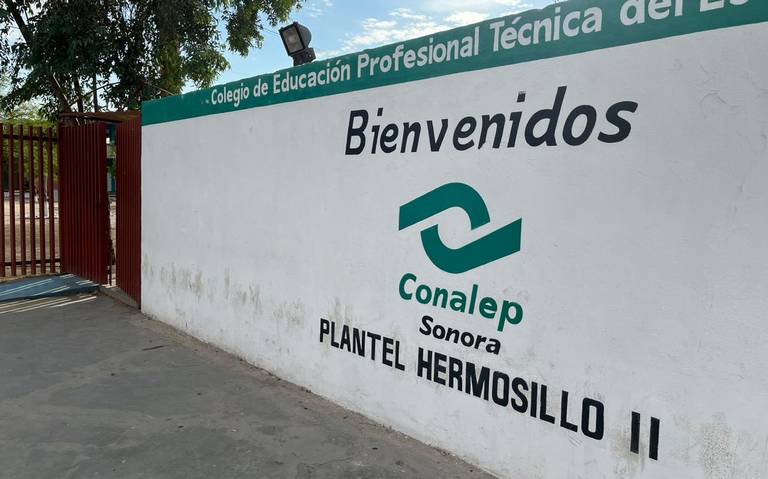 Colegio de Educación Profesional Técnica del
Bienvenidos
Conalep
Sonora
PLANTEL HERMOSILLO II